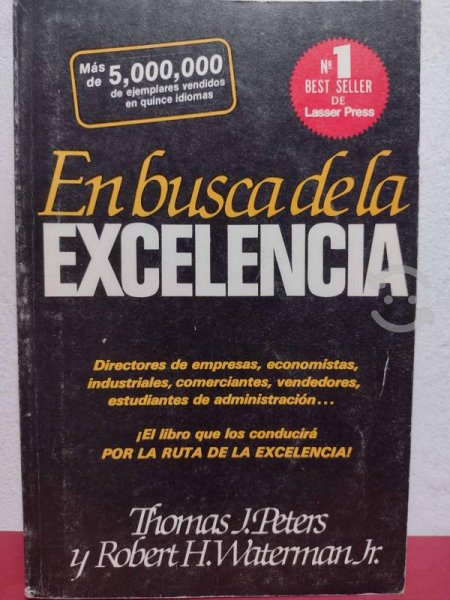 Más de 5,000,000
de ejemplares vendidos
en quince idiomas
Nº 1
BEST SELLER
DE
Lasser Press
En busca de la
EXCELENCIA
Directores de empresas, economistas,
industriales, comerciantes, vendedores,
estudiantes de administración...
¡El libro que los conducirá
POR LA RUTA DE LA EXCELENCIA!
Thomas J. Peters
y Robert H. Waterman Jr.